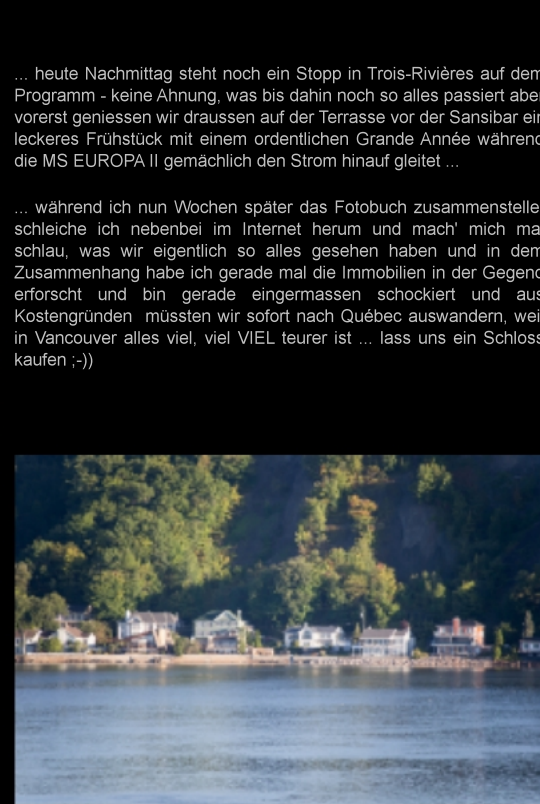 ... heute Nachmittag steht noch ein Stopp in Trois-Rivières auf dem
Programm - keine Ahnung, was bis dahin noch so alles passiert aber
vorerst geniessen wir draussen auf der Terrasse vor der Sansibar ein
leckeres Frühstück mit einem ordentlichen Grande Année während
die MS EUROPA II gemächlich den Strom hinauf gleitet ...
... während ich nun Wochen später das Fotobuch zusammenstelle
schleiche ich nebenbei im Internet herum und mach' mich mal
schlau, was wir eigentlich so alles gesehen haben und in dem
Zusammenhang habe ich gerade mal die Immobilien in der Gegend
erforscht und bin gerade eingermassen schockiert und aus
Kostengründen müssten wir sofort nach Québec auswandern, weil
in Vancouver alles viel, viel VIEL teurer ist ... lass uns ein Schloss
kaufen ;-))